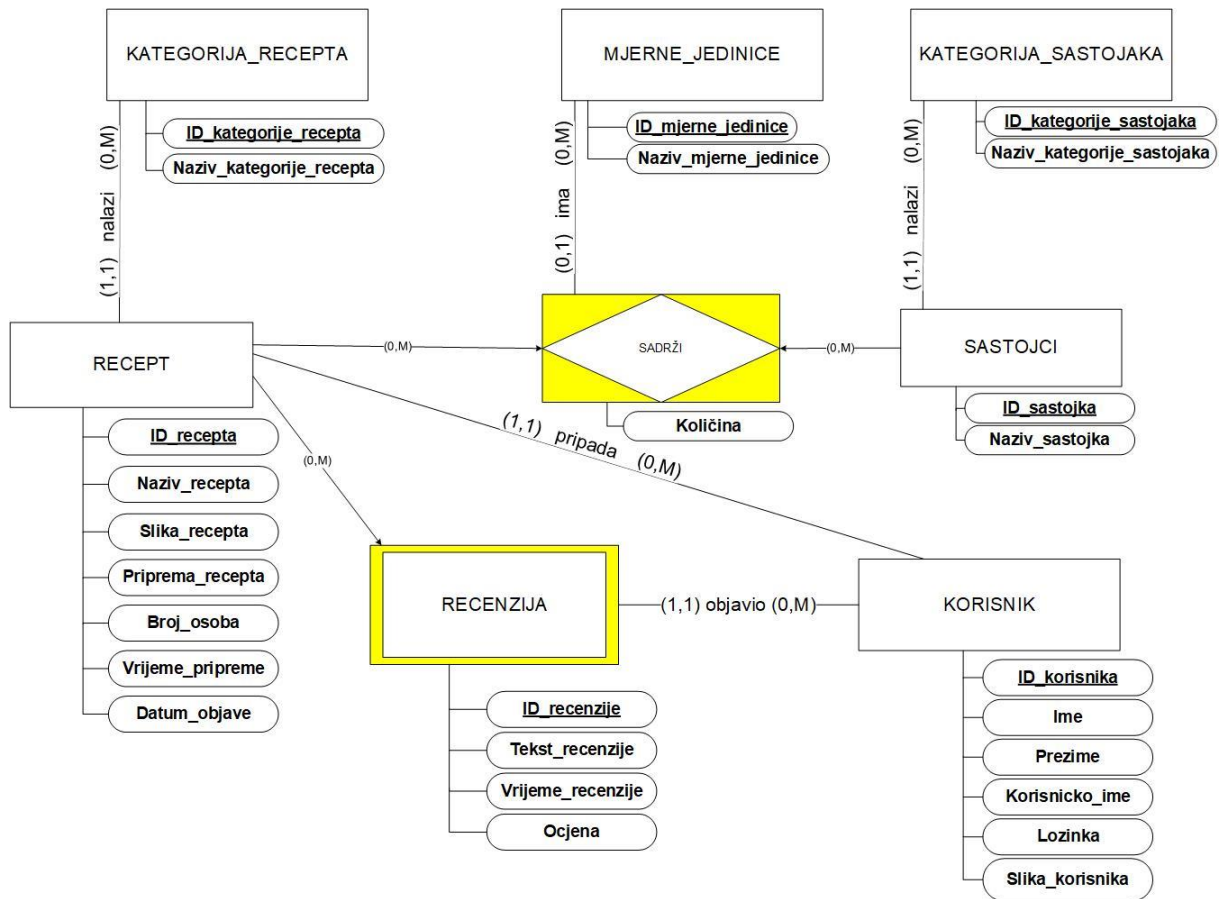 KATEGORIJA_RECEPTA
ID_kategorije_recepta
Naziv_kategorije_recepta
MJERNE_JEDINICE
ID_mjerne_jedinice
Naziv_mjerne_jedinice
KATEGORIJA_SASTOJAKA
ID_kategorije_sastojaka
Naziv_kategorije_sastojaka
(1,1) nalazi (0,M)
(0,1) ima (0,M)
(1,1) nalazi (0,M)
RECEPT
(0,M)
SADRŽI
(0,M)
SASTOJCI
Količina
ID_sastojka
Naziv_sastojka
ID_recepta
Naziv_recepta
Slika_recepta
Priprema_recepta
Broj_osoba
Vrijeme_pripreme
Datum_objave
(0,M)
(1,1) pripada (0,M)
RECENZIJA
(1,1) objavio (0,M)
KORISNIK
ID_recenzije
Tekst_recenzije
Vrijeme_recenzije
Ocjena
ID_korisnika
Ime
Prezime
Korisnicko_ime
Lozinka
Slika_korisnika